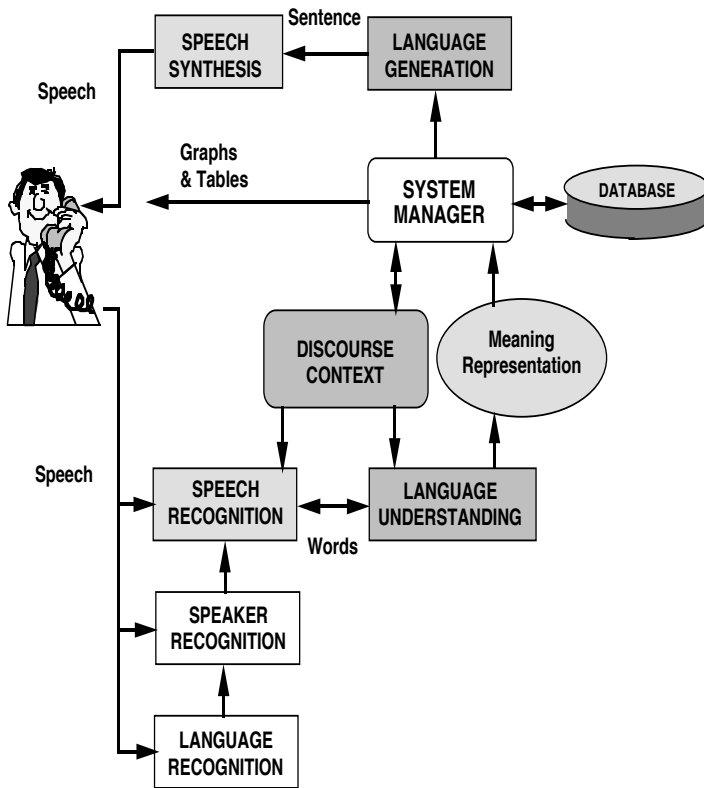 Sentence
SPEECH
SYNTHESIS
LANGUAGE
GENERATION
Speech
Graphs
& Tables
SYSTEM
MANAGER
DATABASE
DISCOURSE
CONTEXT
Meaning
Representation
Speech
SPEECH
RECOGNITION
Words
LANGUAGE
UNDERSTANDING
SPEAKER
RECOGNITION
LANGUAGE
RECOGNITION